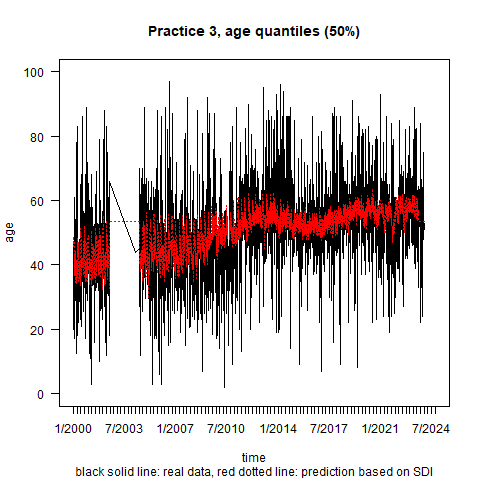 Practice 3, age quantiles (50%)
100
80
60
40
20
0
age
1/2000 7/2003 1/2007 7/2010 1/2014 7/2017 1/2021 7/2024
time
black solid line: real data, red dotted line: prediction based on SDI